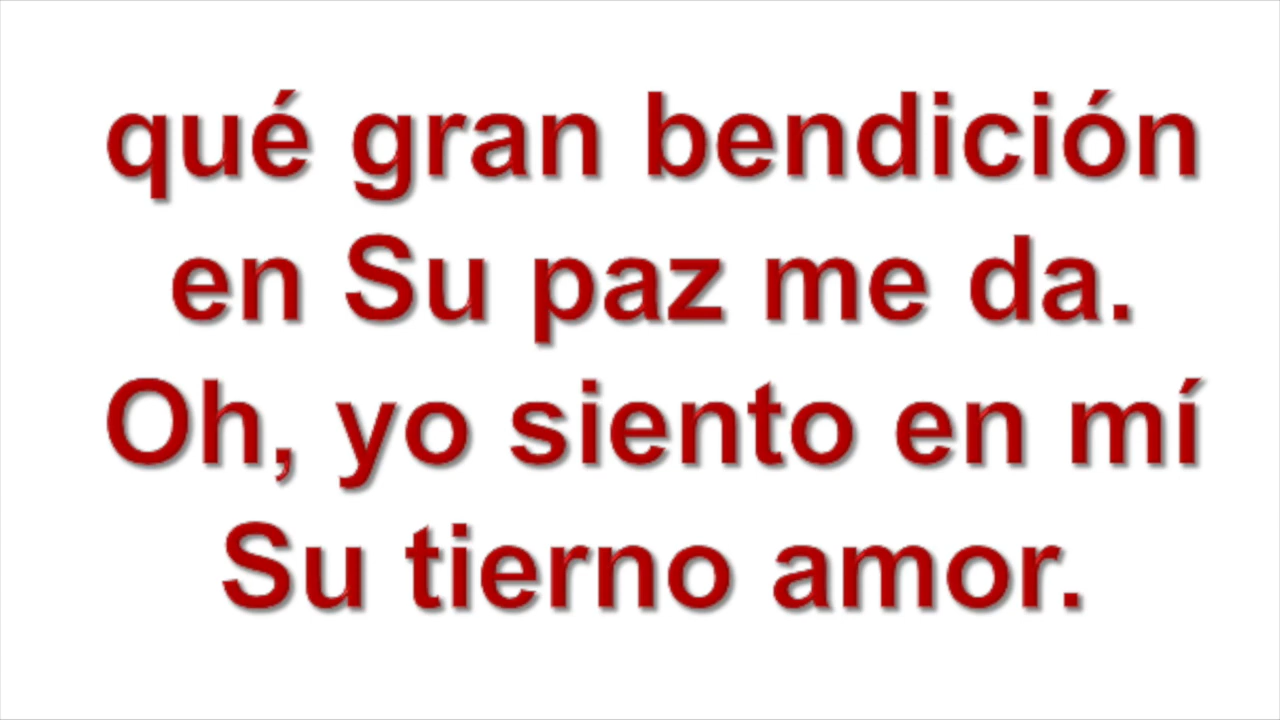 qué gran bendición
en Su paz me da.
Oh, yo siento en mí
Su tierno amor.